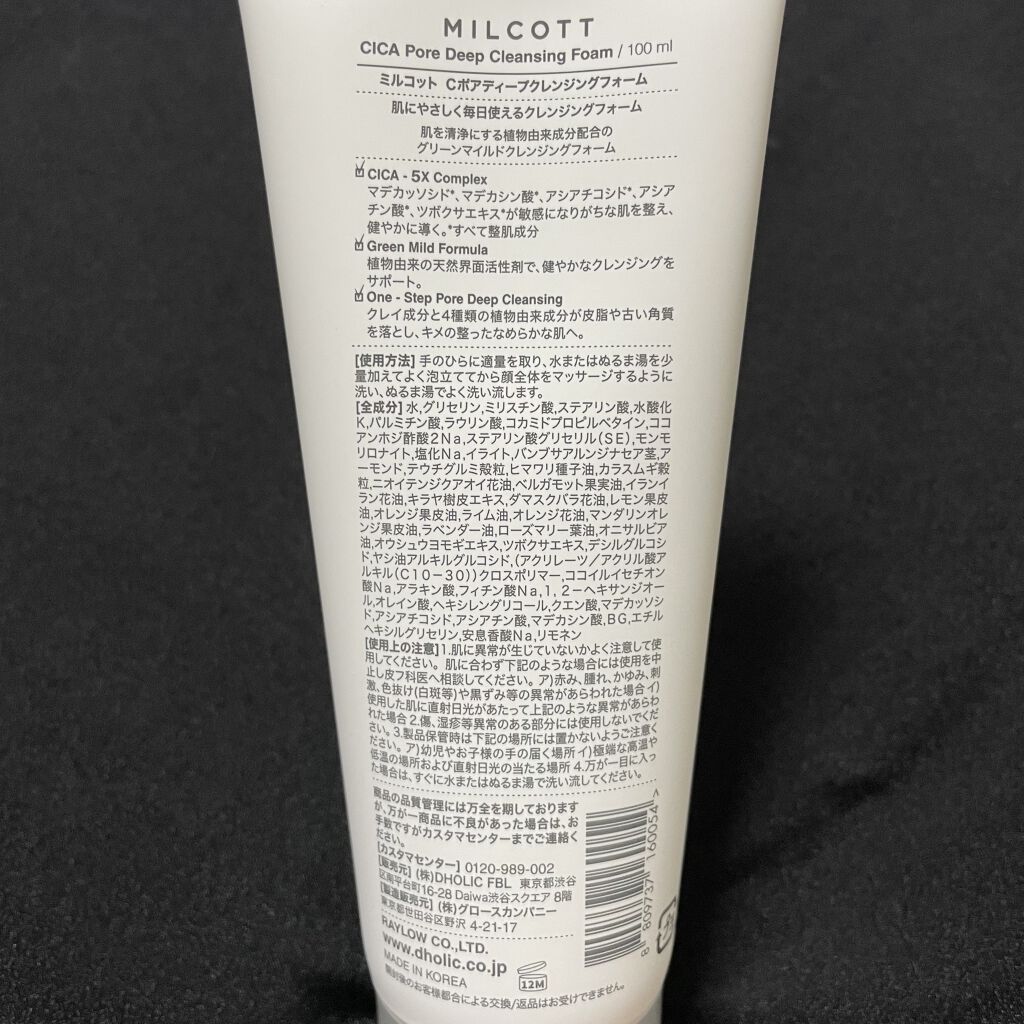 MILCOTT
CICA Pore Deep Cleansing Foam / 100 ml
ミルコット Cポアディープクレンジングフォーム
肌にやさしく毎日使えるクレンジングフォーム
肌を清浄にする植物由来成分配合の
グリーンマイルドクレンジングフォーム
CICA - 5X Complex
マデカッソシド*、マデカシン酸*、アシアチコシド*、アシア
チン酸*、ツボクサエキス*が敏感になりがちな肌を整え、
健やかに導く。*すべて整肌成分
Green Mild Formula
植物由来の天然界面活性剤で、健やかなクレンジングを
サポート。
One - Step Pore Deep Cleansing
クレイ成分と4種類の植物由来成分が皮脂や古い角質
を落とし、キメの整ったなめらかな肌へ。
[使用方法] 手のひらに適量を取り、水またはぬるま湯を少
量加えてよく泡立ててから顔全体をマッサージするように
洗い、ぬるま湯でよく洗い流します。
[全成分] 水,グリセリン,ミリスチン酸,ステアリン酸,水酸化
K,パルミチン酸,ラウリン酸,コカミドプロピルベタイン,ココ
アンホジ酢酸2Na,ステアリン酸グリセリル(SE),モンモ
リロナイト,塩化Na,イライト,バンブサアルンジナセア茎,ア
ーモンド,テウチグルミ殻粒,ヒマワリ種子油,カラスムギ穀
粒,ニオイテンジクアオイ花油,ベルガモット果実油,イランイ
ラン花油,キラヤ樹皮エキス,ダマスクバラ花油,レモン果皮
油,オレンジ果皮油,ライム油,オレンジ花油,マンダリンオレ
ンジ果皮油,ラベンダー油,ローズマリー葉油,オニサルビア
油,オウシュウヨモギエキス,ツボクサエキス,デシルグルコシ
ド,ヤシ油アルキルグルコシド,(アクリレーツ/アクリル酸ア
ルキル(C10-30))クロスポリマー,ココイルイセチオン
酸Na,アラキン酸,フィチン酸Na,1,2-ヘキサンジオー
ル,オレイン酸,ヘキシレングリコール,クエン酸,マデカッソシ
ド,アシアチコシド,アシアチン酸,マデカシン酸,BG,エチル
ヘキシルグリセリン,安息香酸Na,リモネン
[使用上の注意]1.肌に異常が生じていないかよく注意して使
用してください。肌に合わず下記のような場合には使用を中
止し皮フ科医へ相談してください。ア)赤み、腫れ、かゆみ、刺
激、色抜け(白斑等)や黒ずみ等の異常があらわれた場合 イ)
使用した肌に直射日光があたって上記のような異常があらわ
れた場合 2.傷、湿疹等異常のある部分には使用しないでくだ
さい。3.製品保管時は下記の場所には置かないようご注意く
ださい。ア)幼児やお子様の手の届く場所 イ)極端な高温や
低温の場所および直射日光の当たる場所 4.万が一目に入っ
た場合は、すぐに水またはぬるま湯で洗い流してください。
商品の品質管理には万全を期しております
が、万が一商品に不良があった場合は、お
手数ですがカスタマセンターまでご連絡く
ださい。
[カスタマセンター] 0120-989-002
[販売元] (株)DHOLIC FBL 東京都渋谷
区南平台町16-28 Daiwa渋谷スクエア 8階
[製造販売元] (株)グロースカンパニー
東京都世田谷区野沢 4-21-17
RAYLOW CO.,LTD.
www.dholic.co.jp
MADE IN KOREA
12M
開封後のお客様都合による交換/返品はお受けできません。
8 809737 160054 >